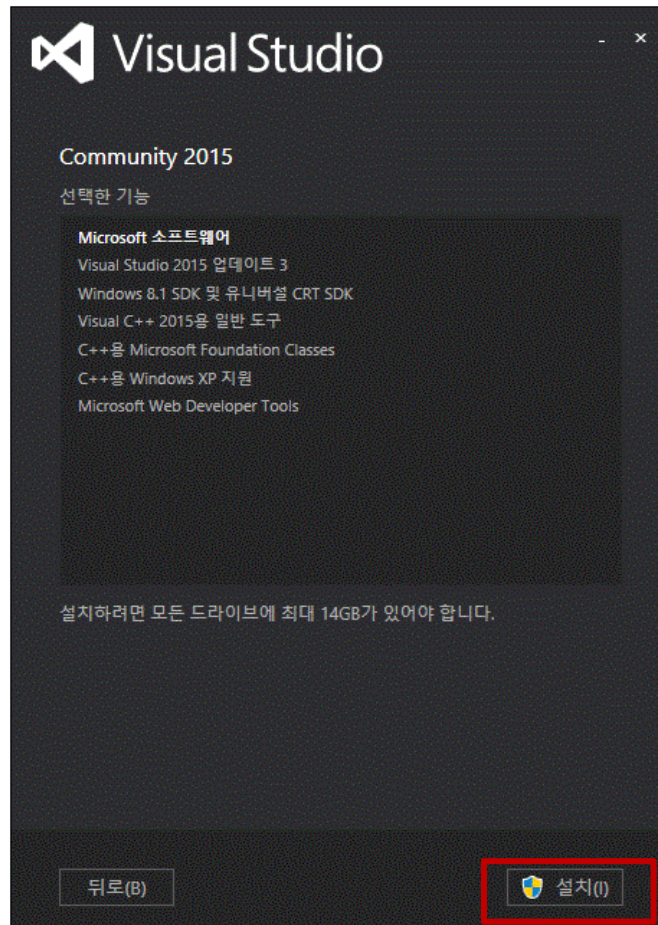 Visual Studio
Community 2015
선택한 기능
Microsoft 소프트웨어
Visual Studio 2015 업데이트 3
Windows 8.1 SDK 및 유니버설 CRT SDK
Visual C++ 2015용 일반 도구
C++용 Microsoft Foundation Classes
C++용 Windows XP 지원
Microsoft Web Developer Tools
설치하려면 모든 드라이브에 최대 14GB가 있어야 합니다.
뒤로(B)
설치(I)